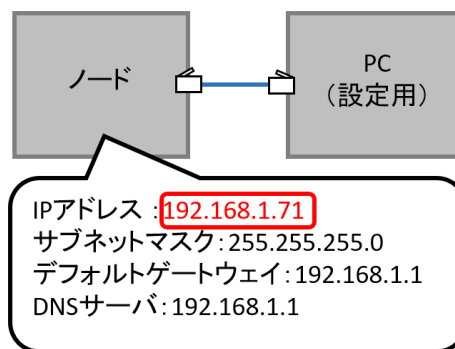 ノード
PC
（設定用）
IPアドレス：192.168.1.71
サブネットマスク：255.255.255.0
デフォルトゲートウェイ：192.168.1.1
DNSサーバ：192.168.1.1